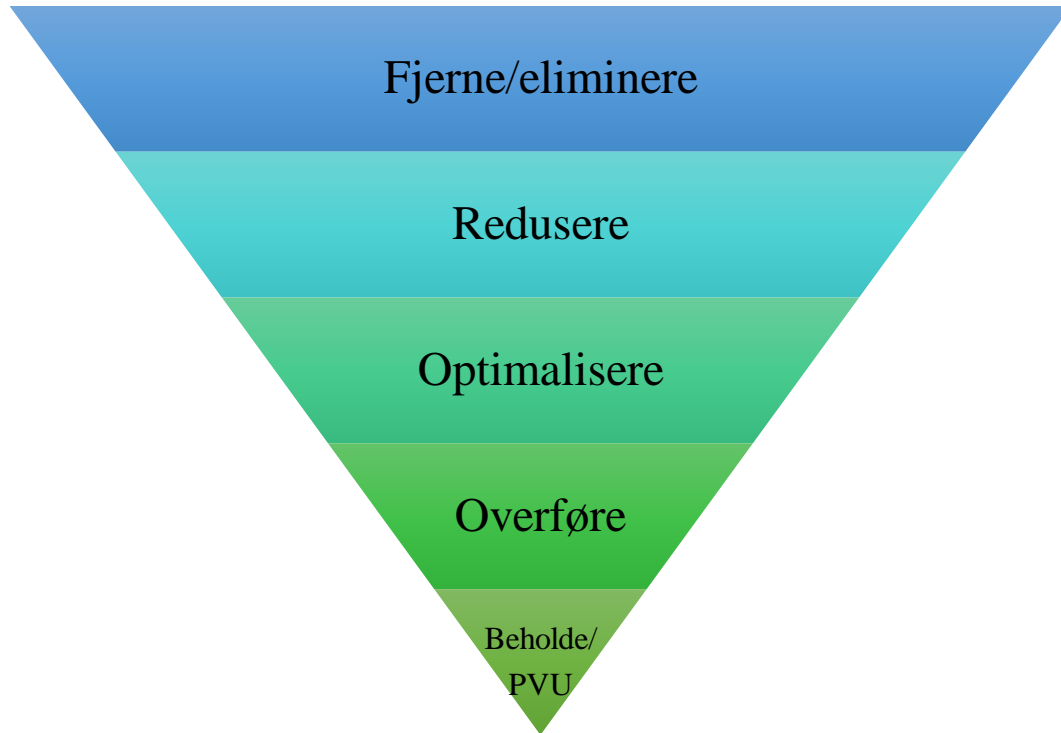 Fjerne/eliminere
Redusere
Optimalisere
Overføre
Beholde/
PVU